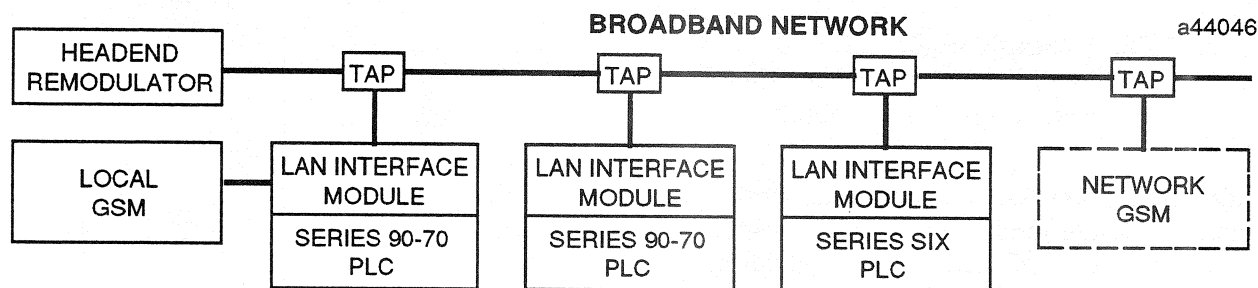 BROADBAND NETWORK
a44046
HEADEND
REMODULATOR
TAP
TAP
TAP
TAP
LOCAL
GSM
LAN INTERFACE
MODULE
SERIES 90-70
PLC
LAN INTERFACE
MODULE
SERIES 90-70
PLC
LAN INTERFACE
MODULE
SERIES SIX
PLC
NETWORK
GSM